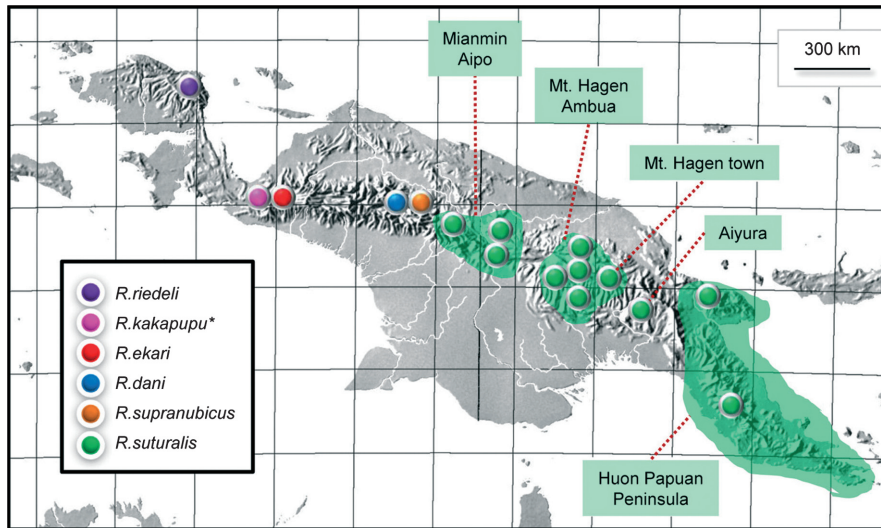 Mianmin
Aipo
Mt. Hagen
Ambua
300 km
Mt. Hagen town
Aiyura
R.riedeli
R.kakapupu*
R.ekari
R.dani
R.supranubicus
R.suturalis
Huon Papuan
Peninsula